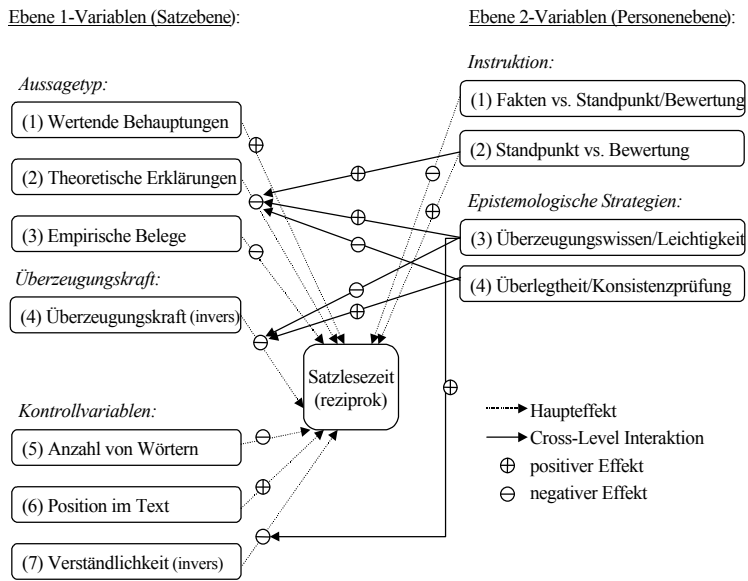 Ebene 1-Variablen (Satzebene):
Aussagetyp:
(1) Wertende Behauptungen
(2) Theoretische Erklärungen
(3) Empirische Belege
Überzeugungskraft:
(4) Überzeugungskraft (invers)
Kontrollvariablen:
(5) Anzahl von Wörtern
(6) Position im Text
(7) Verständlichkeit (invers)
Satzlesezeit
(reziprok)
Ebene 2-Variablen (Personenebene):
Instruktion:
(1) Fakten vs. Standpunkt/Bewertung
(2) Standpunkt vs. Bewertung
Epistemologische Strategien:
(3) Überzeugungswissen/Leichtigkeit
(4) Überlegtheit/Konsistenzprüfung
Haupteffekt
Cross-Level Interaktion
⊕ positiver Effekt
⊖ negativer Effekt